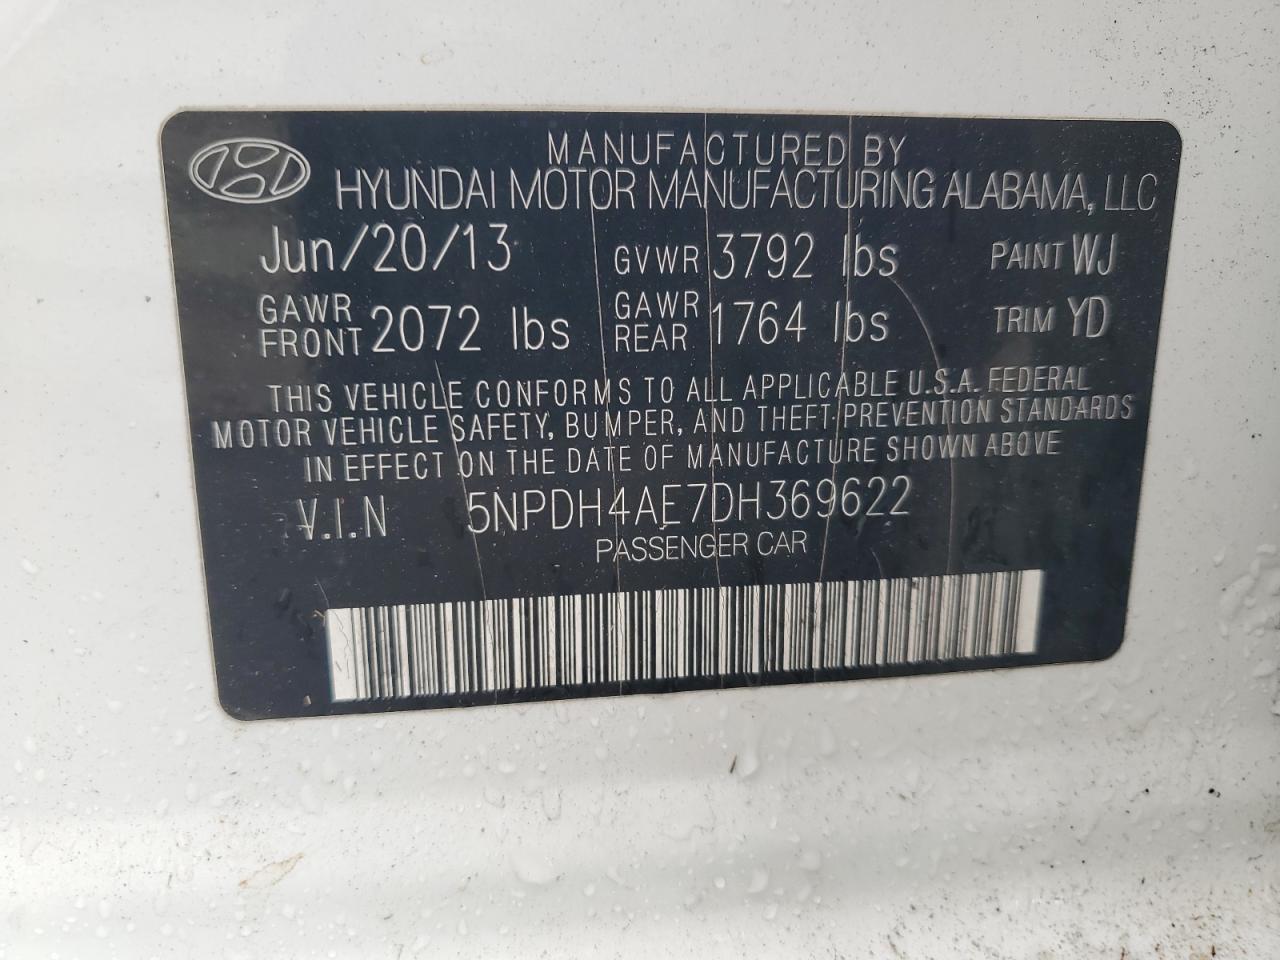 MANUFACTURED BY
HYUNDAI MOTOR MANUFACTURING ALABAMA, LLC
Jun/20/13 GVWR 3792 lbs PAINT WJ
GAWR FRONT 2072 lbs GAWR REAR 1764 lbs TRIM YD
THIS VEHICLE CONFORMS TO ALL APPLICABLE U.S.A. FEDERAL
MOTOR VEHICLE SAFETY, BUMPER, AND THEFT PREVENTION STANDARDS
IN EFFECT ON THE DATE OF MANUFACTURE SHOWN ABOVE
V.I.N 5NPDH4AE7DH369622
PASSENGER CAR